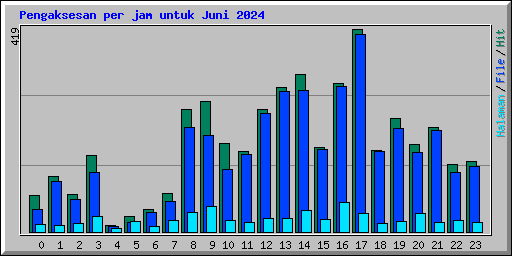 Pengaksesan per jam untuk Juni 2024
419
Halaman / File / Hit
0 1 2 3 4 5 6 7 8 9 10 11 12 13 14 15 16 17 18 19 20 21 22 23